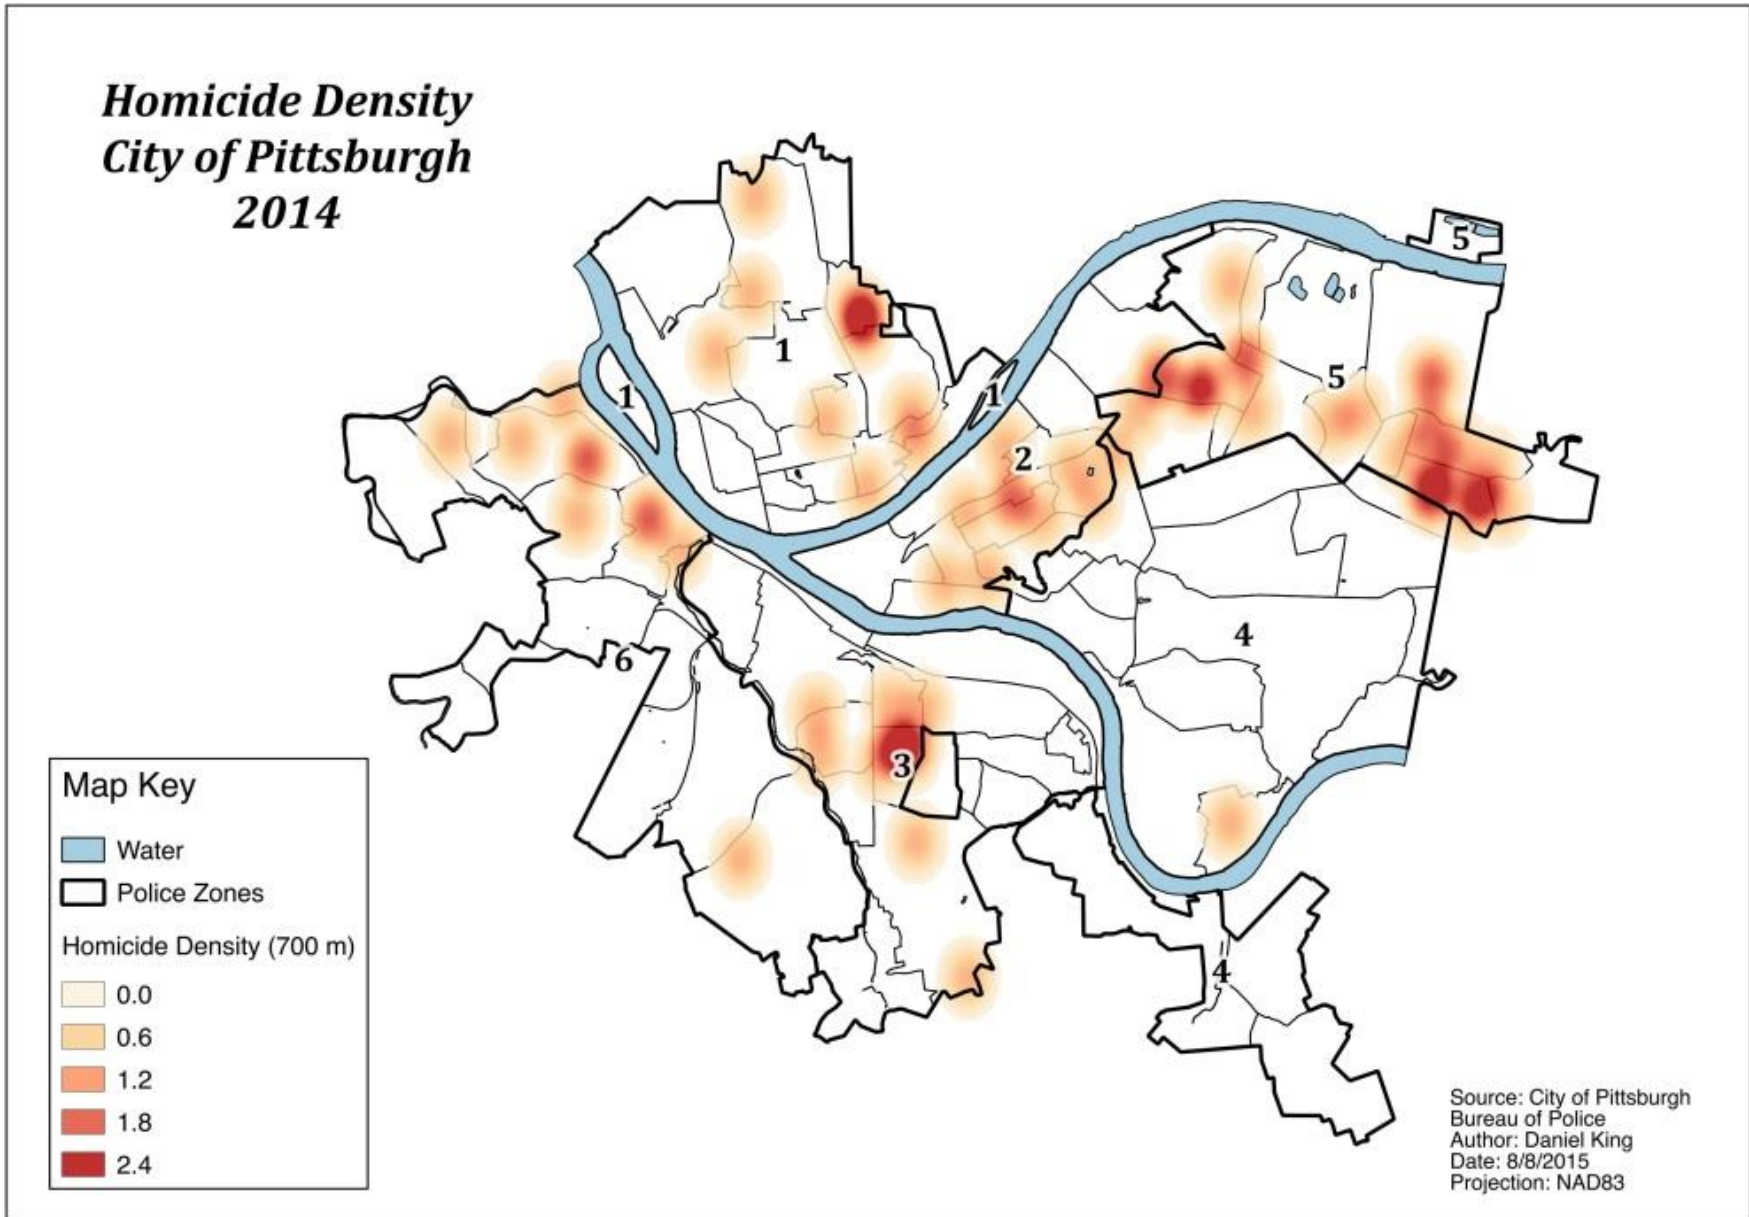 Homicide Density
City of Pittsburgh
2014
5
1
5
1
1
2
4
6
3
4
Map Key
Water
Police Zones
Homicide Density (700 m)
0.0
0.6
1.2
1.8
2.4
Source: City of Pittsburgh
Bureau of Police
Author: Daniel King
Date: 8/8/2015
Projection: NAD83